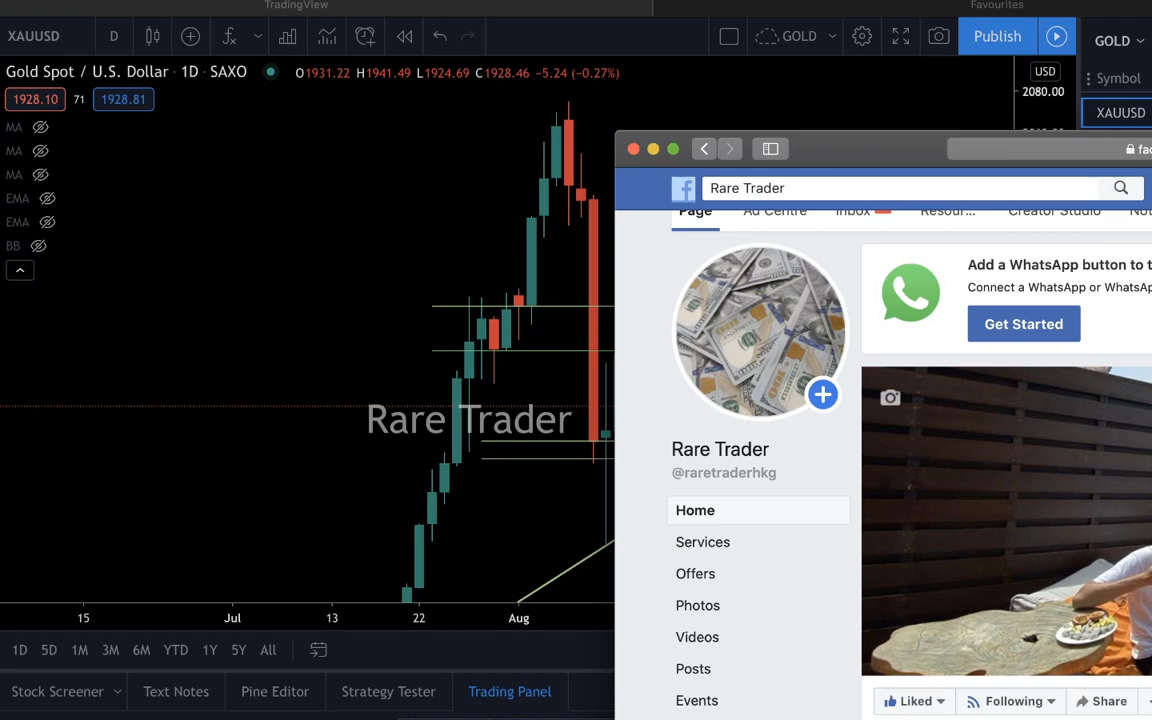 TradingView
Favourites
XAUUSD
D
GOLD
Publish
GOLD
Gold Spot / U.S. Dollar · 1D · SAXO
O1931.22 H1941.49 L1924.69 C1928.46 −5.24 (−0.27%)
USD
Symbol
1928.10
71
1928.81
2080.00
XAUUSD
MA
MA
MA
EMA
EMA
BB
Rare Trader
15
Jul
13
22
Aug
1D
5D
1M
3M
6M
YTD
1Y
5Y
All
Stock Screener
Text Notes
Pine Editor
Strategy Tester
Trading Panel
fac
Rare Trader
Page
Ad Centre
Inbox
Resour...
Creator Studio
Not
Add a WhatsApp button to t
Connect a WhatsApp or WhatsAp
Get Started
Rare Trader
@raretraderhkg
Home
Services
Offers
Photos
Videos
Posts
Events
Liked
Following
Share